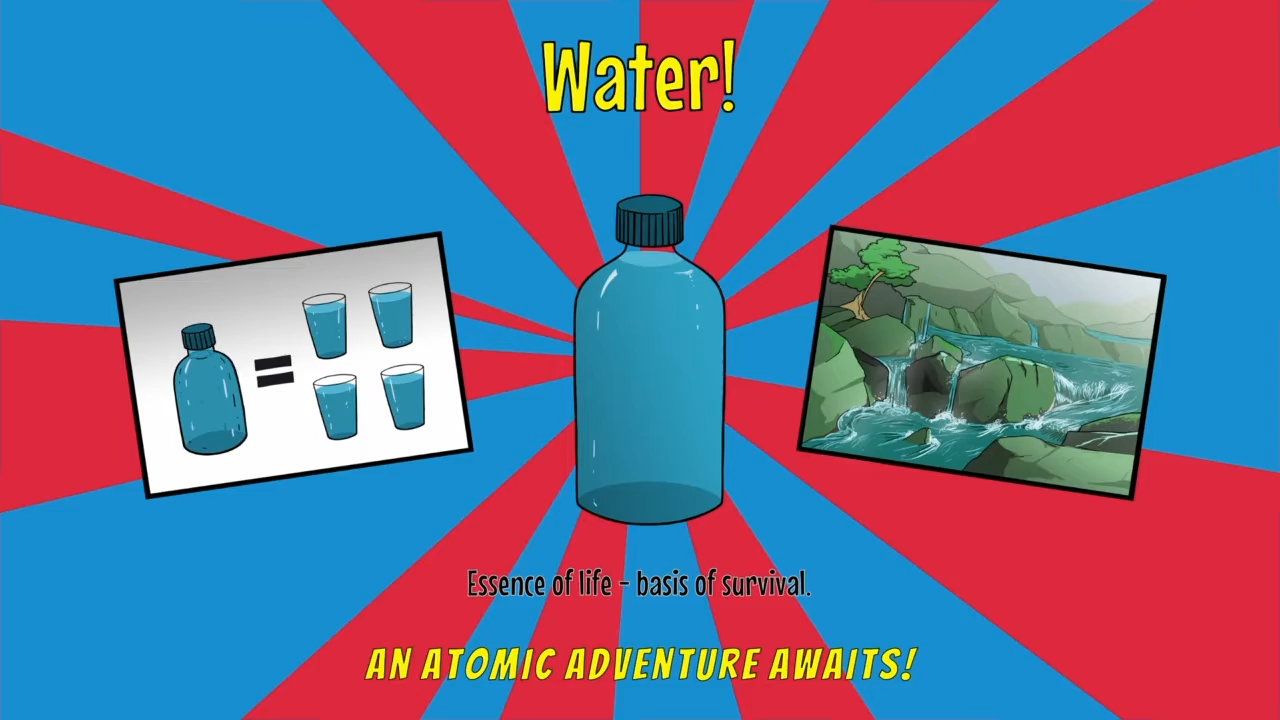 Water!
Essence of life - basis of survival.
AN ATOMIC ADVENTURE AWAITS!